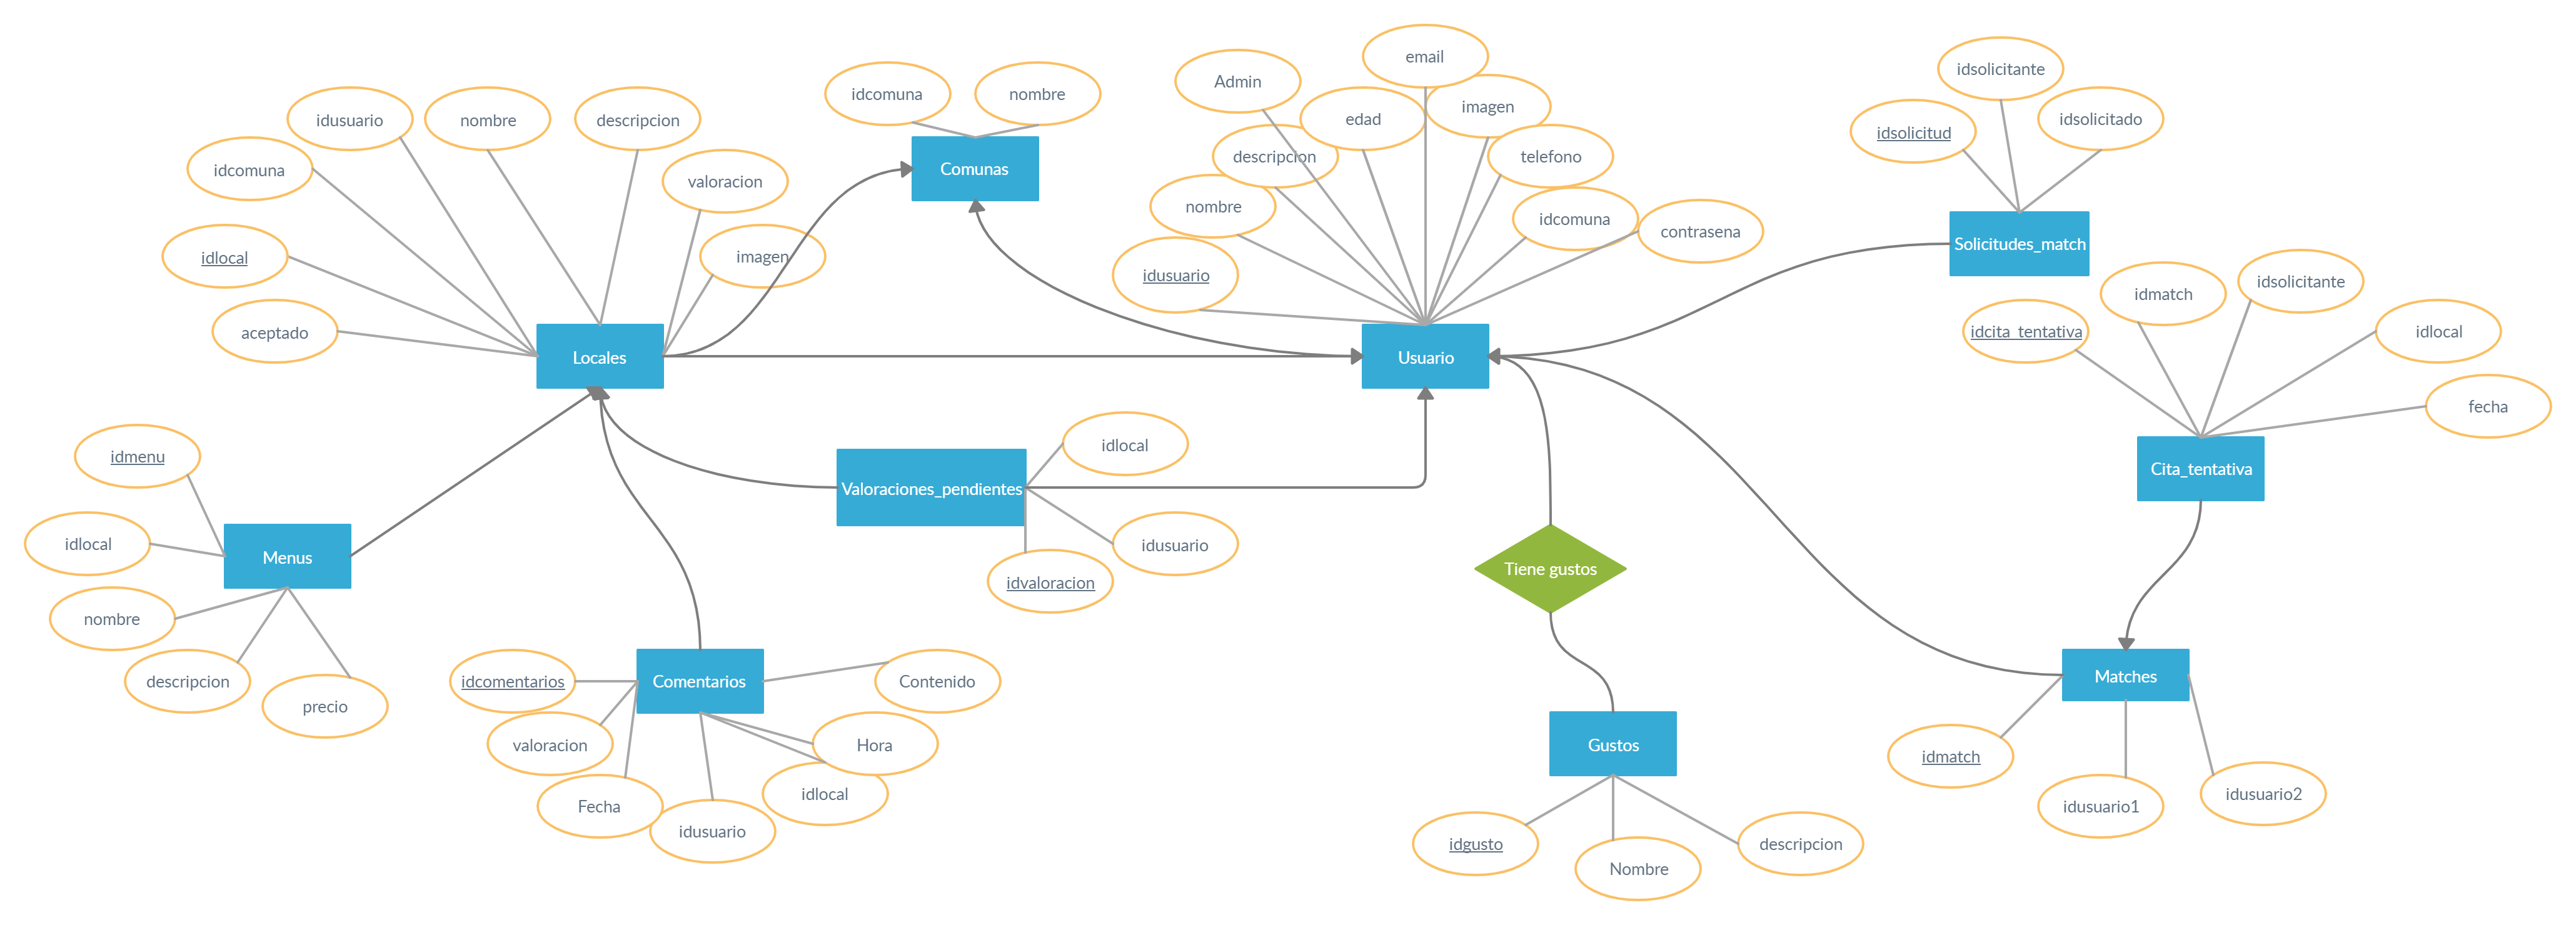 email
idsolicitante
Admin
imagen
idcomuna
nombre
idusuario
nombre
descripcion
edad
idsolicitado
idsolicitud
descripcion
telefono
idcomuna
Comunas
valoracion
nombre
idcomuna
contrasena
Solicitudes_match
idlocal
imagen
idusuario
idmatch
idsolicitante
aceptado
idcita_tentativa
idlocal
Locales
Usuario
fecha
idlocal
idmenu
Valoraciones_pendientes
Cita_tentativa
idlocal
Menus
idusuario
idvaloracion
Tiene gustos
nombre
descripcion
precio
idcomentarios
Comentarios
Contenido
Matches
valoracion
Hora
Gustos
idmatch
Fecha
idlocal
idusuario
idusuario1
idusuario2
idgusto
Nombre
descripcion